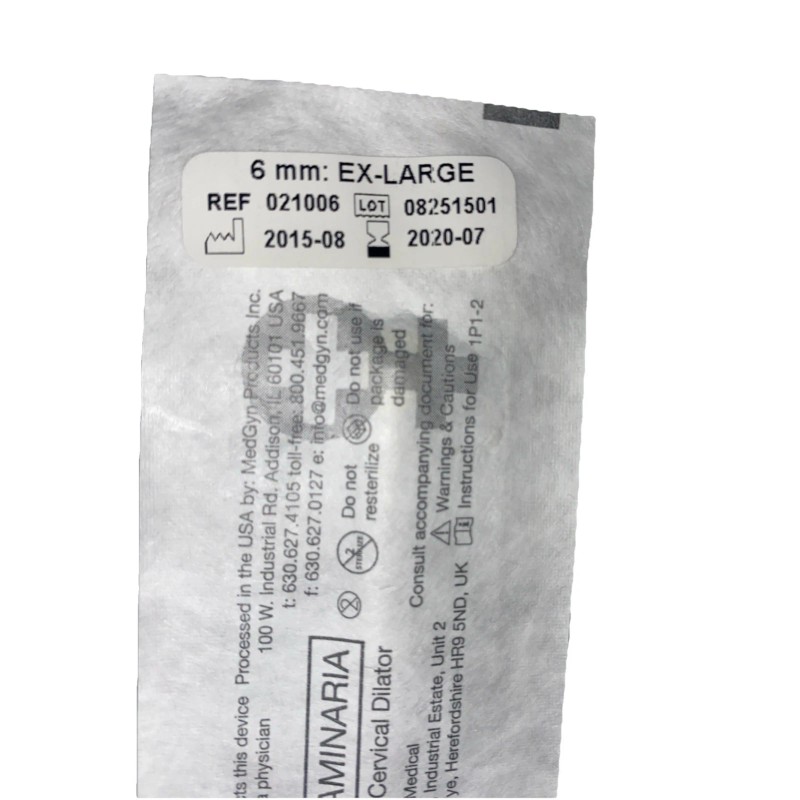 6 mm: EX-LARGE
REF 021006 LOT 08251501
2015-08 2020-07
cts this device
a physician
Processed in the USA by: MedGyn Products Inc.
100 W. Industrial Rd. Addison, IL 60101 USA
t: 630.627.4105 toll-free: 800.451.9667
f: 630.627.0127 e: info@medgyn.com
Do not
resterilize
Do not use if
package is
damaged
Consult accompanying document for:
Warnings & Cautions
Instructions for Use 1P1-2
AMINARIA
Cervical Dilator
Medical
Industrial Estate, Unit 2
ye, Herefordshire HR9 5ND, UK